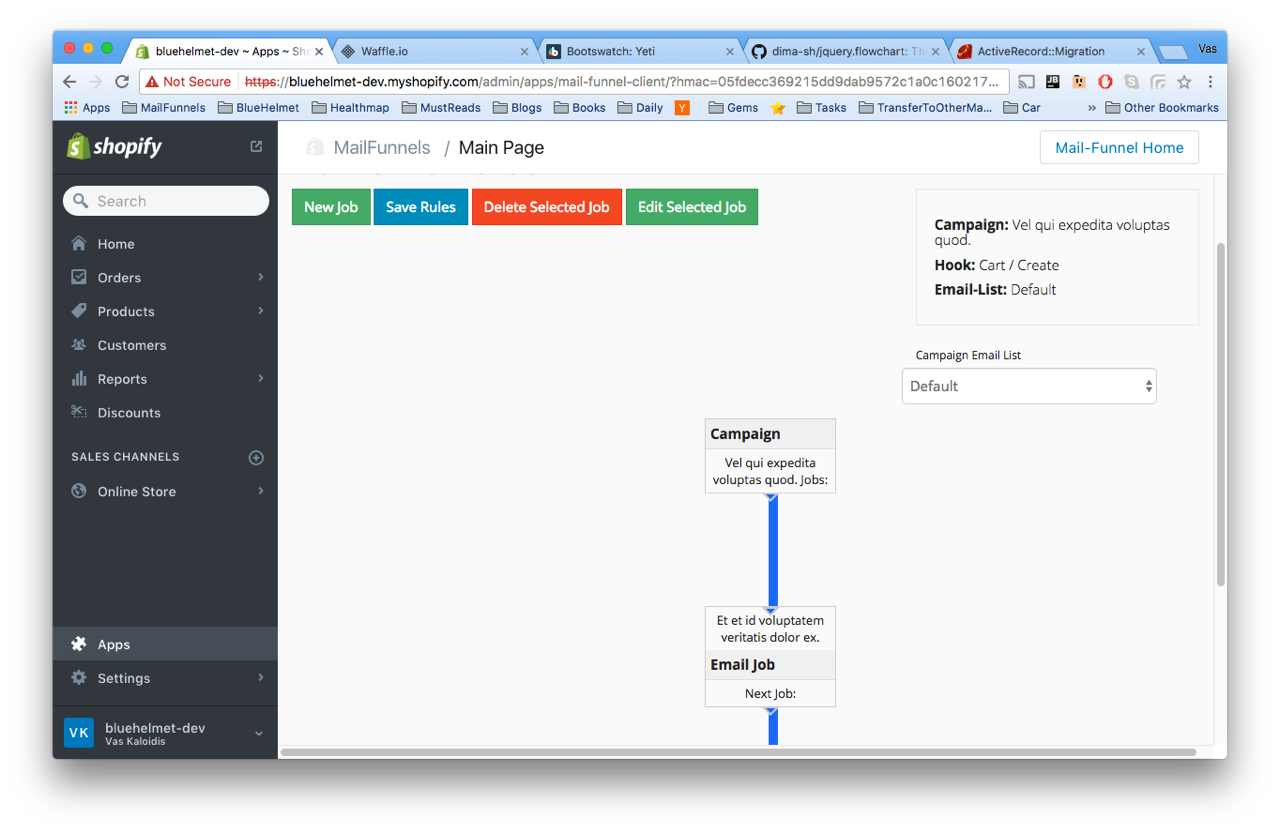 bluehelmet-dev ~ Apps ~ Sho
Waffle.io
Bootswatch: Yeti
dima-sh/jquery.flowchart: Th
ActiveRecord::Migration
Vas
Not Secure
https://bluehelmet-dev.myshopify.com/admin/apps/mail-funnel-client/?hmac=05fdecc369215dd9dab9572c1a0c160217...
JB
Apps
MailFunnels
BlueHelmet
Healthmap
MustReads
Blogs
Books
Daily
Y
Gems
Tasks
TransferToOtherMa...
Car
»
Other Bookmarks
shopify
MailFunnels / Main Page
Mail-Funnel Home
Search
Home
Orders
Products
Customers
Reports
Discounts
SALES CHANNELS
Online Store
Apps
Settings
VK
bluehelmet-dev
Vas Kaloidis
New Job
Save Rules
Delete Selected Job
Edit Selected Job
Campaign: Vel qui expedita voluptas
quod.
Hook: Cart / Create
Email-List: Default
Campaign Email List
Default
Campaign
Vel qui expedita
voluptas quod. Jobs:
Et et id voluptatem
veritatis dolor ex.
Email Job
Next Job: